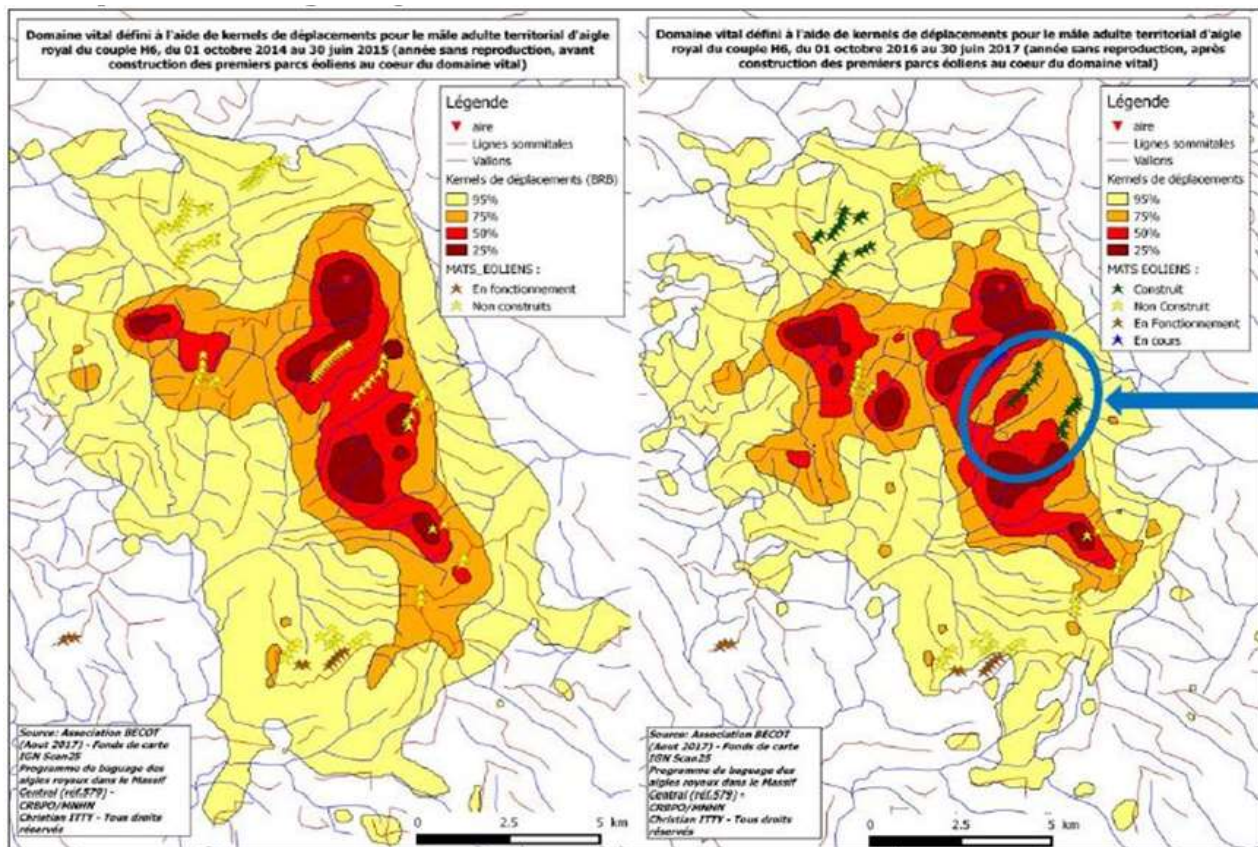 Domaine vital défini à l'aide de kernels de déplacements pour le mâle adulte territorial d'aigle
royal du couple H6, du 01 octobre 2014 au 30 juin 2015 (année sans reproduction, avant
construction des premiers parcs éoliens au coeur du domaine vital)
Légende
aire
Lignes sommitales
Vallons
Kernels de déplacements (BRB)
95%
75%
50%
25%
MATS_EOLIENS :
En fonctionnement
Non construits
Source: Association BECOT
(Aout 2017) - Fonds de carte
IGN Scan25
Programme de baguage des
aigles royaux dans le Massif
Central (réf.579) -
CRBPO/MNHN
Christian ITTY - Tous droits
réservés
0 2.5 5 km
Domaine vital défini à l'aide de kernels de déplacements pour le mâle adulte territorial d'aigle
royal du couple H6, du 01 octobre 2016 au 30 juin 2017 (année sans reproduction, après
construction des premiers parcs éoliens au coeur du domaine vital)
Légende
aire
Lignes sommitales
Vallons
Kernels de déplacements
95%
75%
50%
25%
MATS EOLIENS :
Construit
Non Construit
En Fonctionnement
En cours
Source: Association BECOT
(Aout 2017) - Fonds de carte
IGN Scan25
Programme de baguage des
aigles royaux dans le Massif
Central (réf.579) -
CRBPO/MNHN
Christian ITTY - Tous droits
réservés
0 2.5 5 km